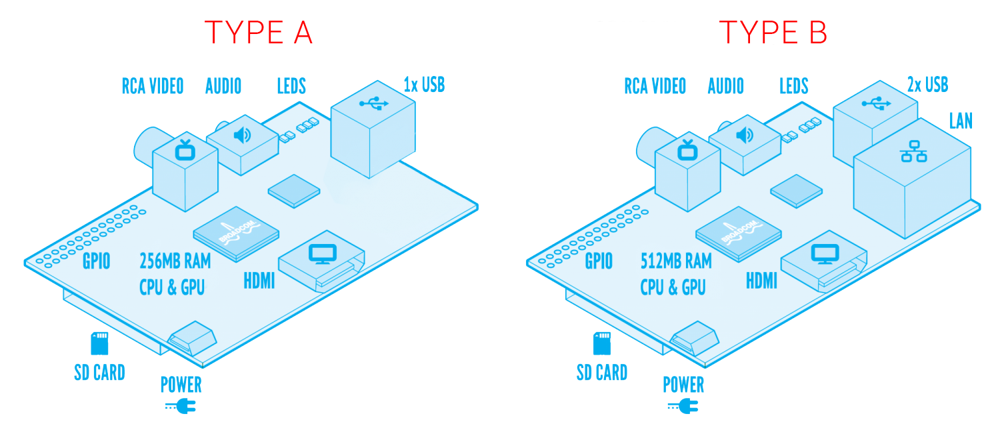 TYPE A
RCA VIDEO
AUDIO
LEDS
1x USB
BROADCOM
GPIO
256MB RAM
CPU & GPU
HDMI
SD CARD
POWER
TYPE B
RCA VIDEO
AUDIO
LEDS
2x USB
LAN
BROADCOM
GPIO
512MB RAM
CPU & GPU
HDMI
SD CARD
POWER